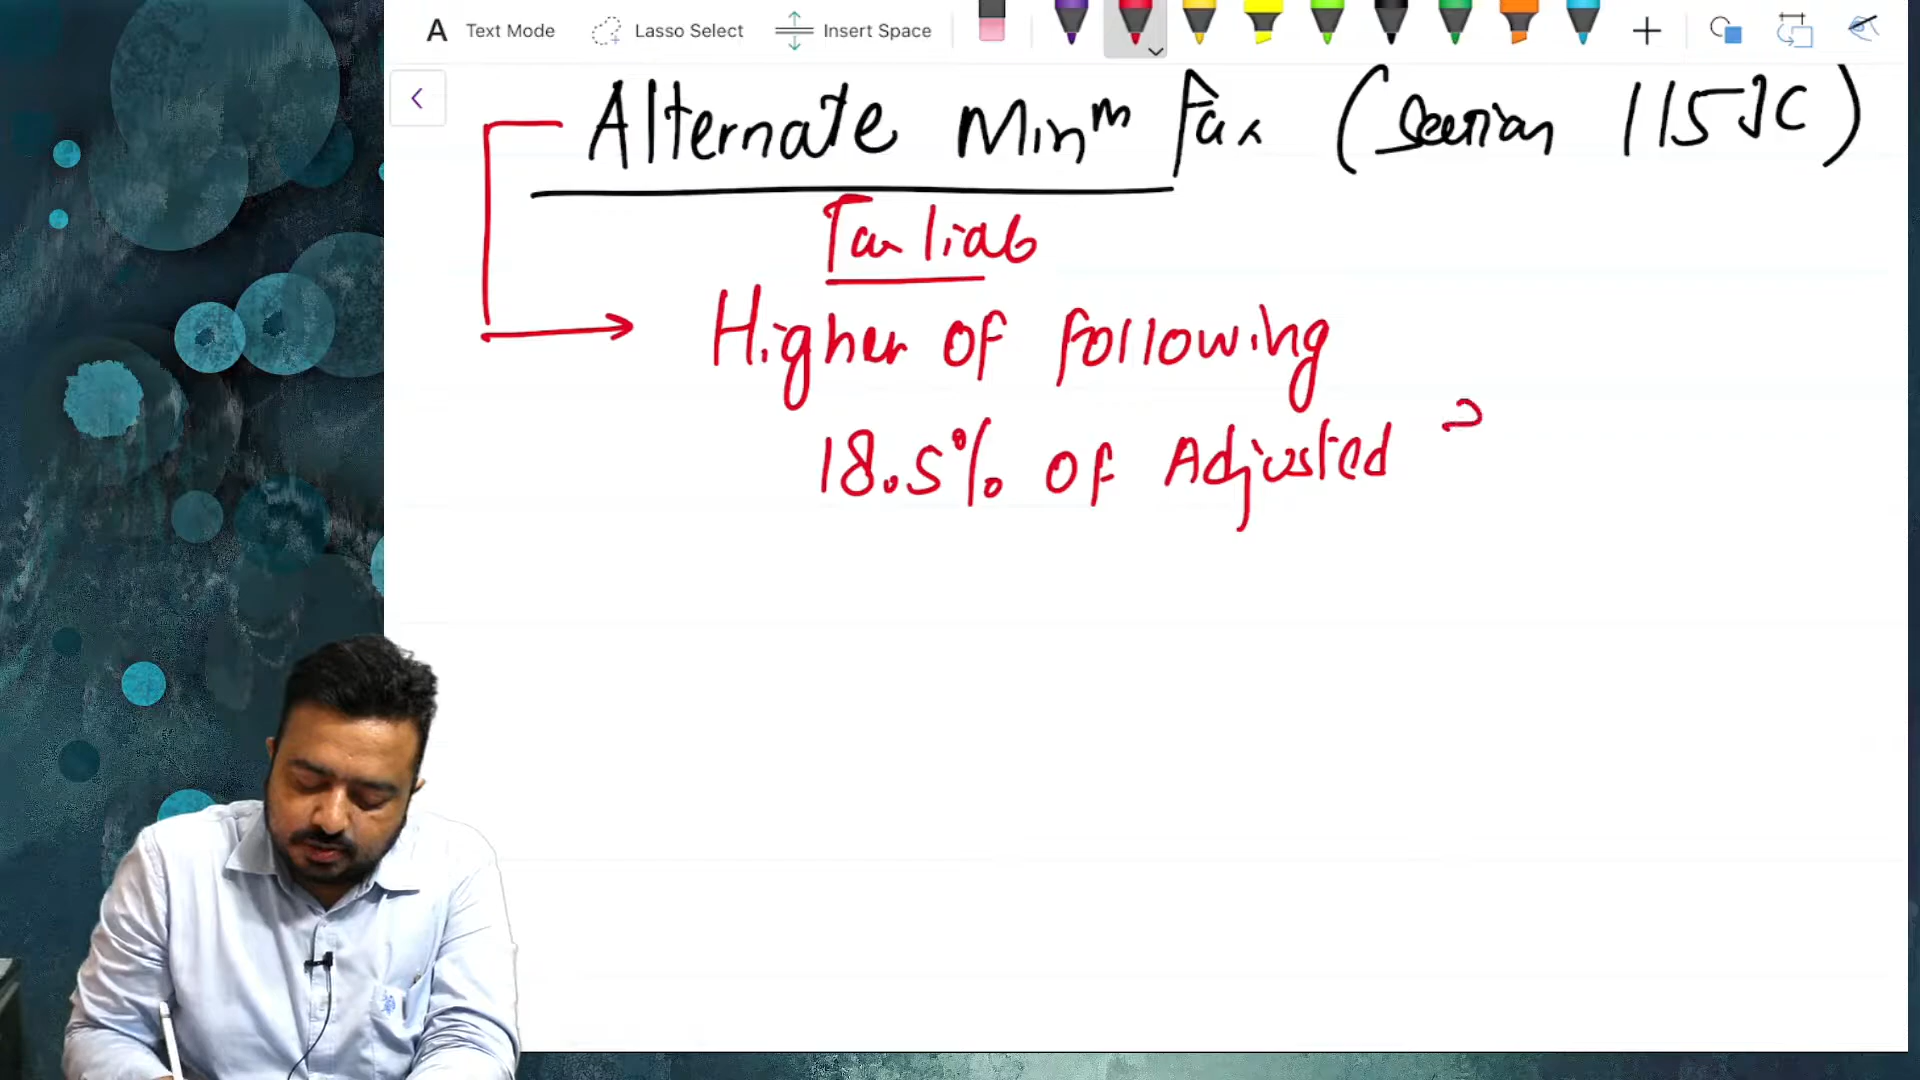 A Text Mode Lasso Select Insert Space
Alternate Minᵐ Tax (Section 115JC)
Tax liab
Higher of following
18.5% of Adjusted